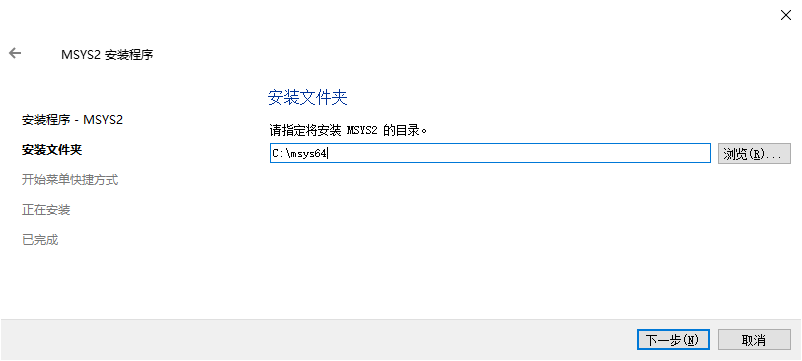 MSYS2 安装程序
安装程序 - MSYS2
安装文件夹
开始菜单快捷方式
正在安装
已完成
安装文件夹
请指定将安装 MSYS2 的目录。
C:\msys64
浏览(R)...
下一步(N)
取消